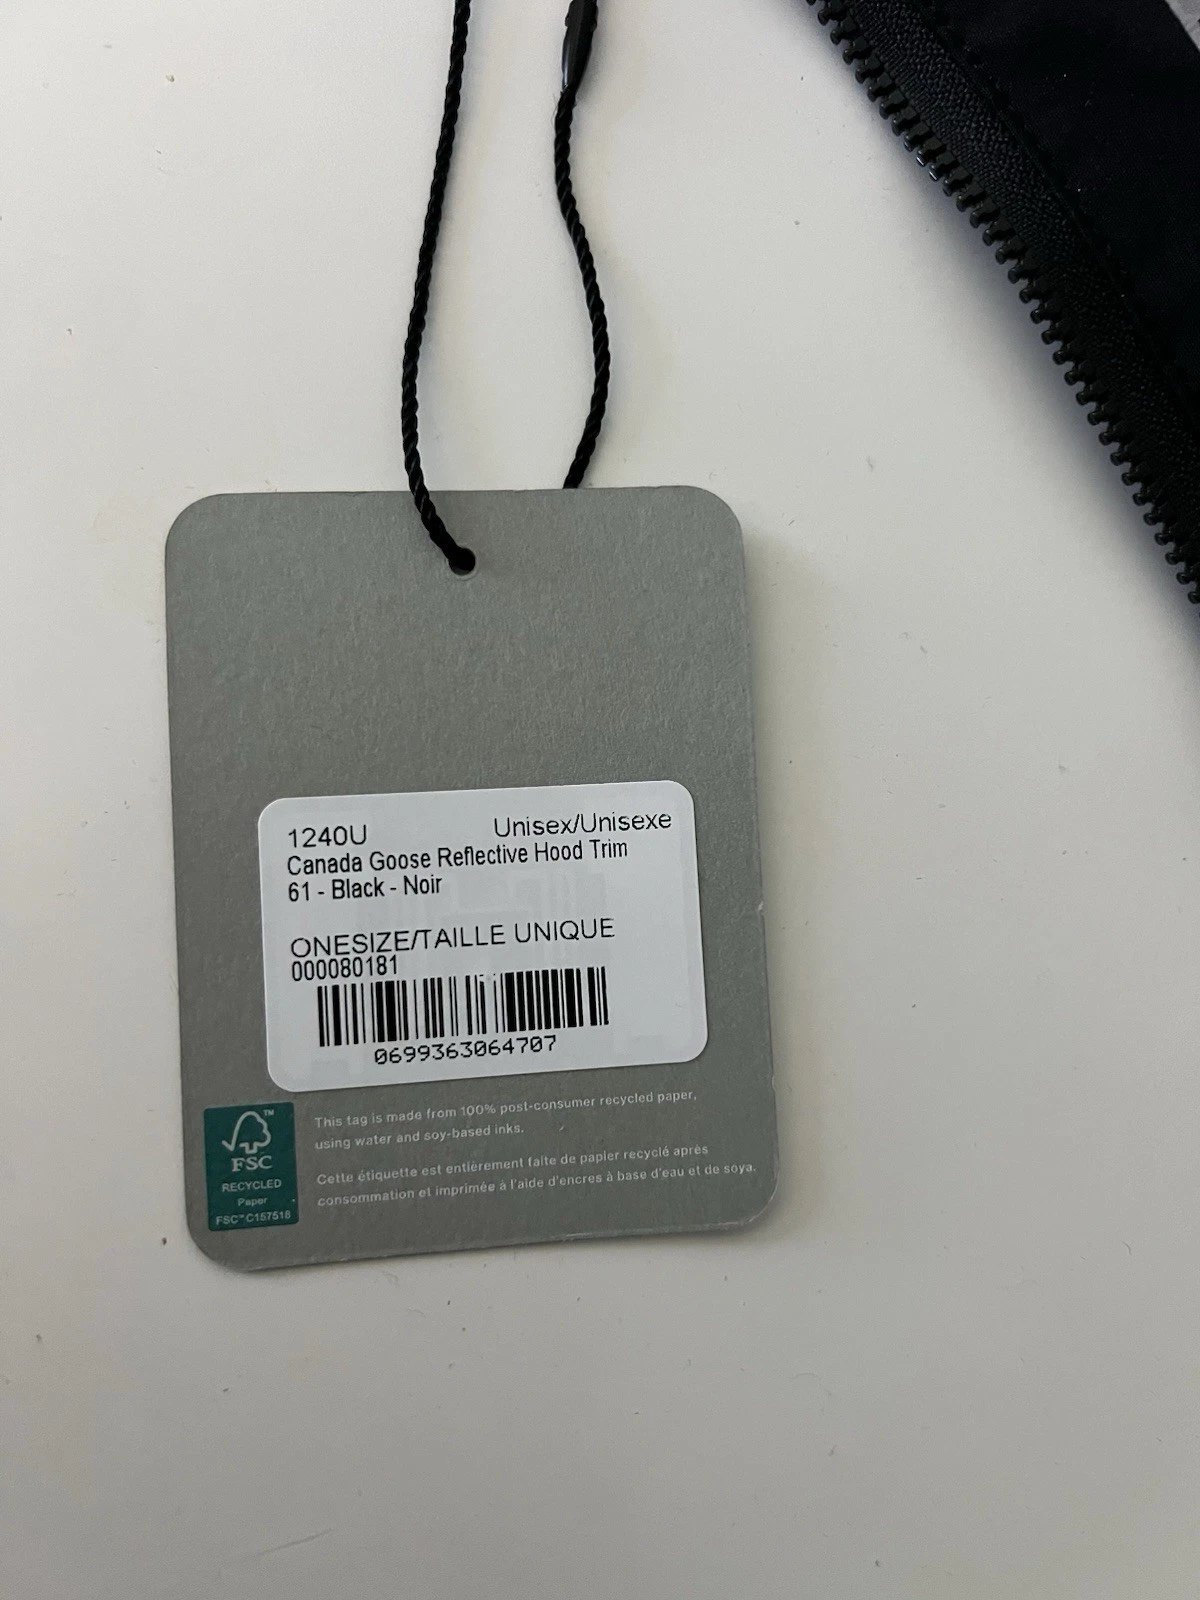 1240U Unisex/Unisexe
Canada Goose Reflective Hood Trim
61 - Black - Noir
ONESIZE/TAILLE UNIQUE
000080181
0699363064707
This tag is made from 100% post-consumer recycled paper,
using water and soy-based inks.
Cette étiquette est entièrement faite de papier recyclé après
consommation et imprimée à l'aide d'encres à base d'eau et de soya.
™
FSC
RECYCLED
Paper
FSC™ C157518